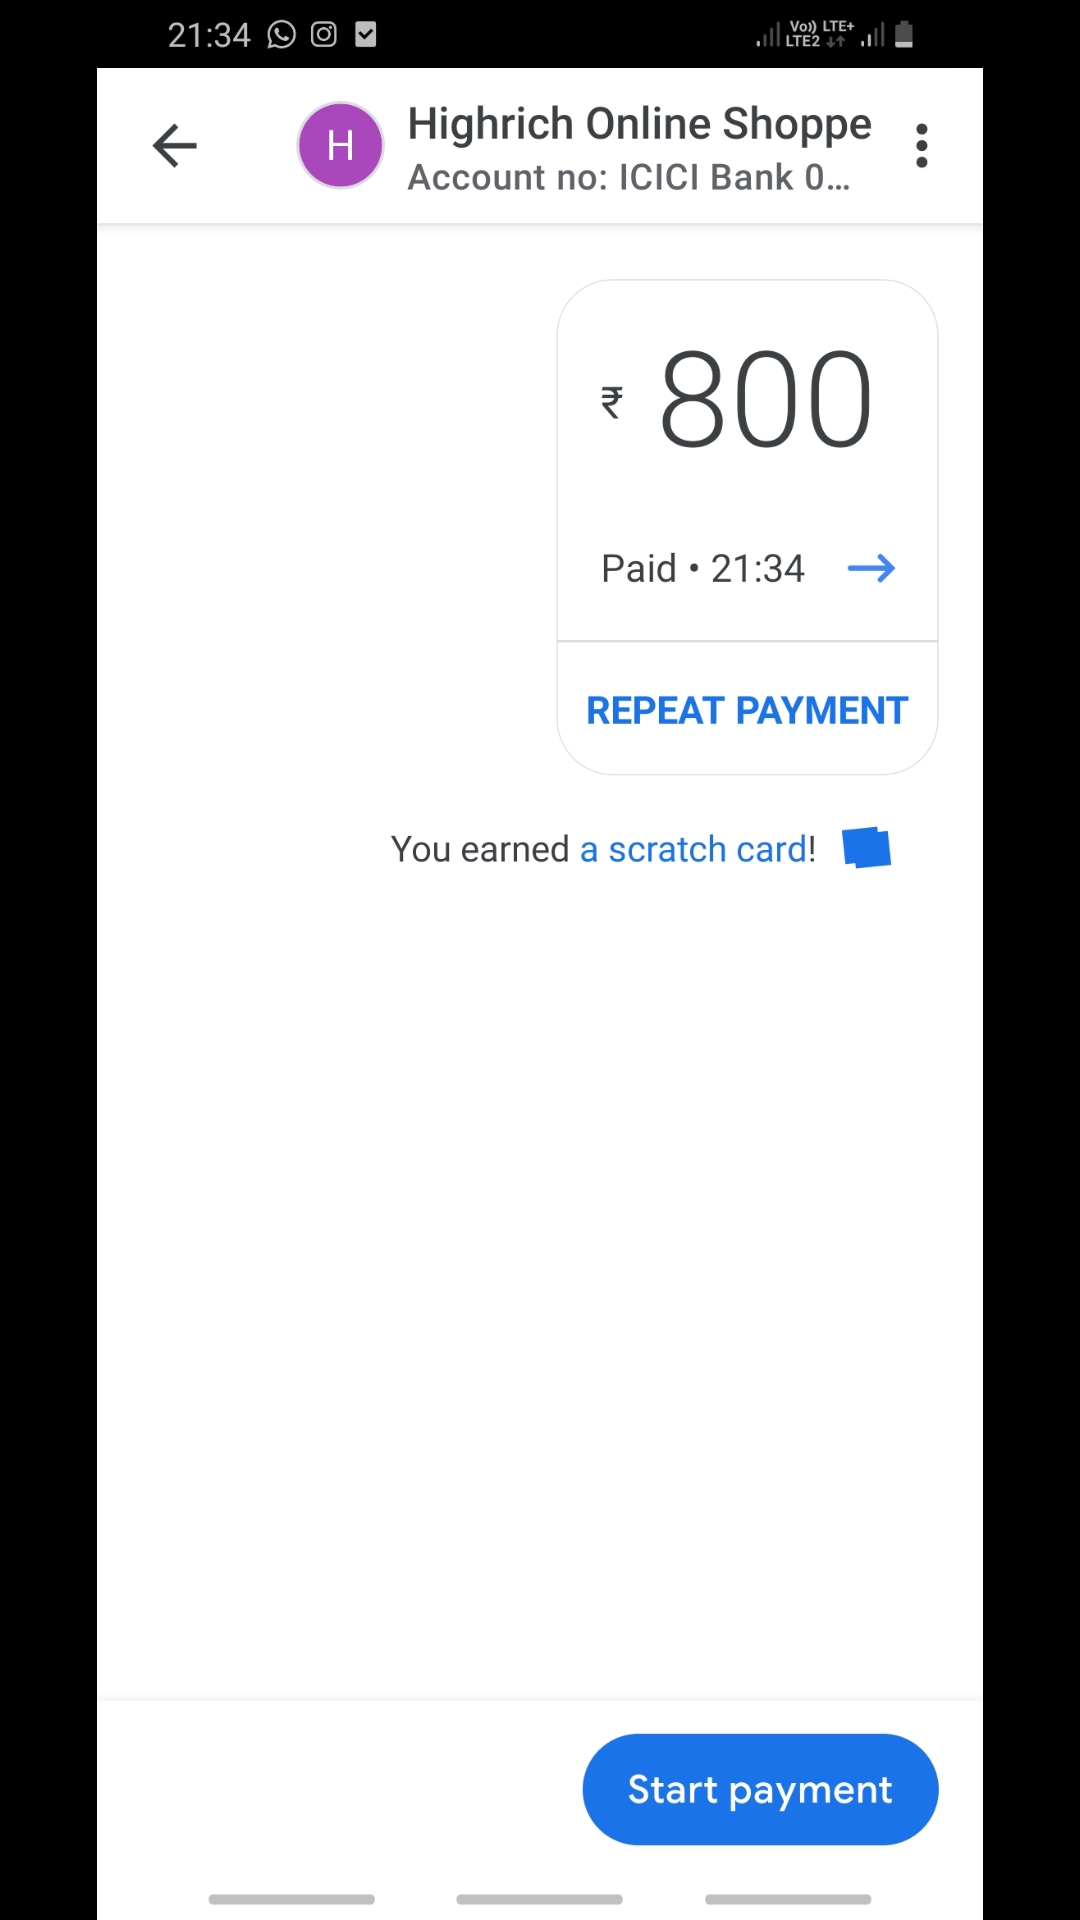 21:34
Vo)) LTE+
LTE2
H
Highrich Online Shoppe
Account no: ICICI Bank 0...
₹ 800
Paid • 21:34
REPEAT PAYMENT
You earned a scratch card!
Start payment